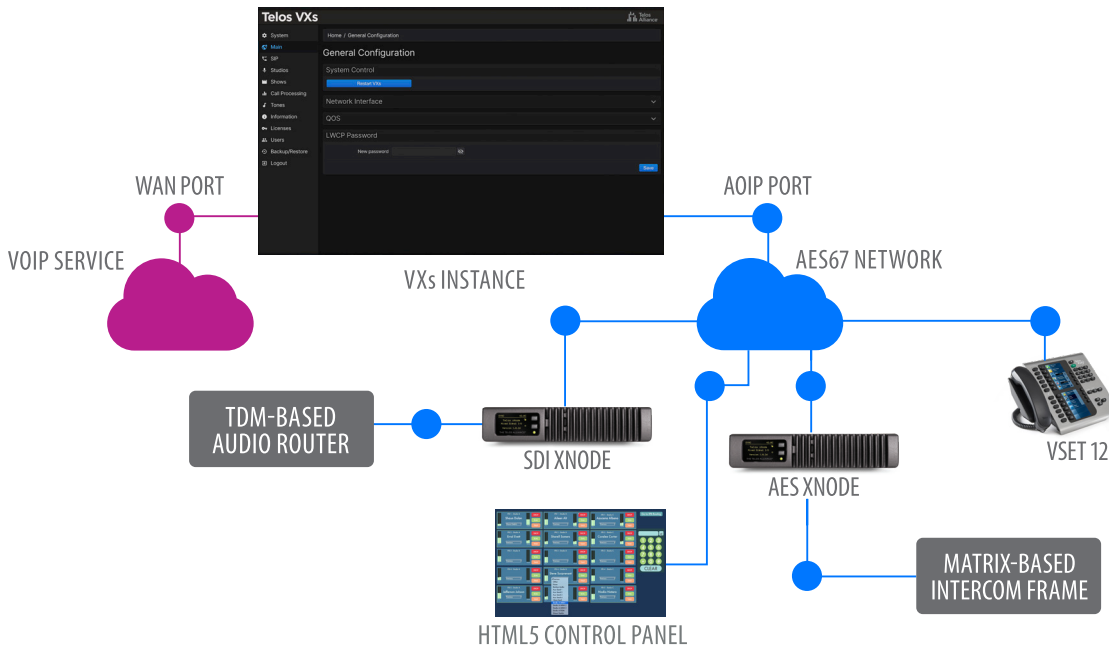 Telos VXs
Telos
Alliance
System
Main
SIP
Studios
Shows
Call Processing
Tones
Information
Licenses
Users
Backup/Restore
Logout
Home / General Configuration
General Configuration
System Control
Restart VXs
Network Interface
QOS
LWCP Password
New password
Save
WAN PORT
AOIP PORT
VOIP SERVICE
AES67 NETWORK
VXs INSTANCE
TDM-BASED
AUDIO ROUTER
SDI XNODE
VSET 12
AES XNODE
CLEAR
MATRIX-BASED
INTERCOM FRAME
HTML5 CONTROL PANEL